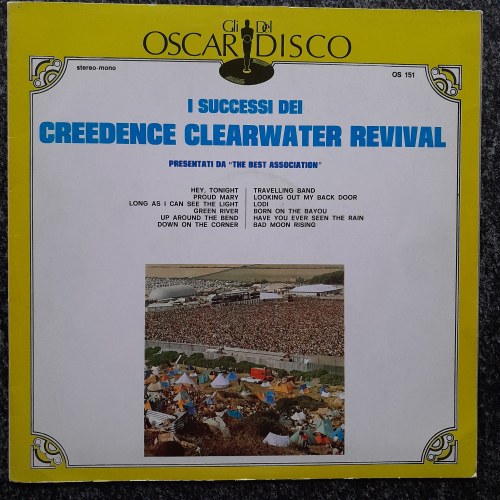 Gli Del
OSCAR DISCO
stereo-mono
OS 151
I SUCCESSI DEI
CREEDENCE CLEARWATER REVIVAL
PRESENTATI DA "THE BEST ASSOCIATION"
HEY, TONIGHT
PROUD MARY
LONG AS I CAN SEE THE LIGHT
GREEN RIVER
UP AROUND THE BEND
DOWN ON THE CORNER
TRAVELLING BAND
LOOKING OUT MY BACK DOOR
LODI
BORN ON THE BAYOU
HAVE YOU EVER SEEN THE RAIN
BAD MOON RISING